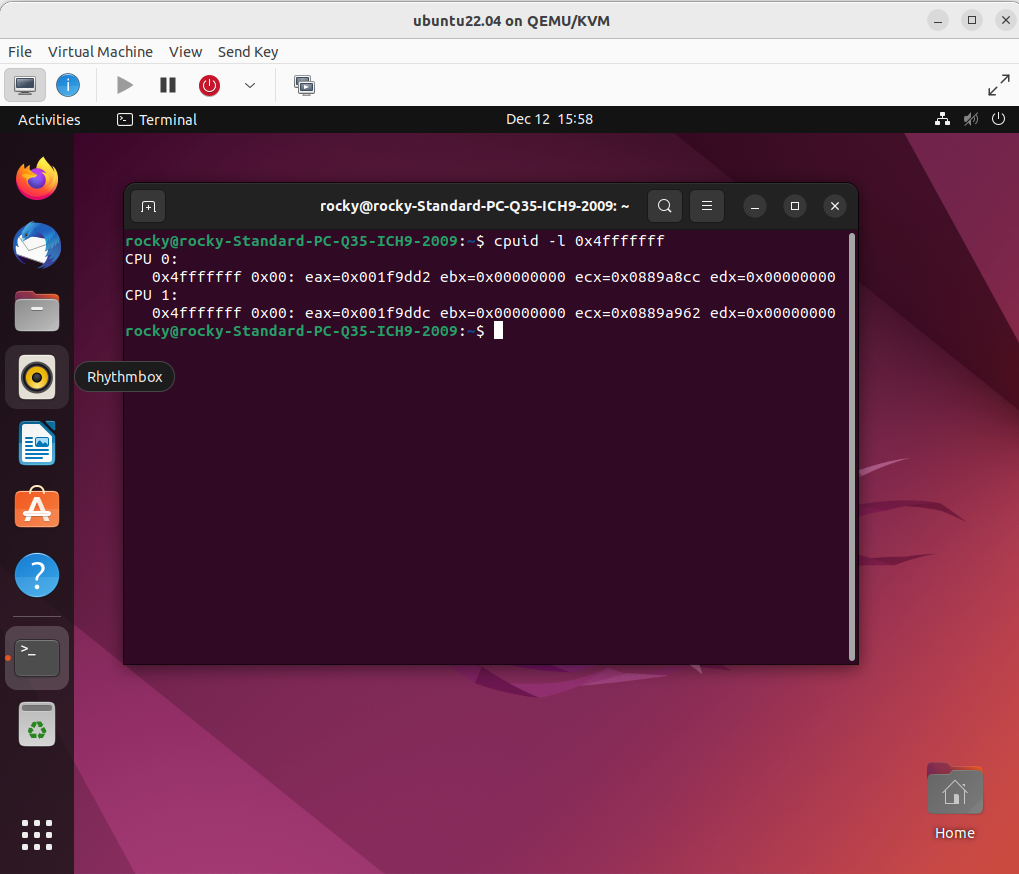 ubuntu22.04 on QEMU/KVM
File Virtual Machine View Send Key
Activities Terminal Dec 12 15:58
rocky@rocky-Standard-PC-Q35-ICH9-2009: ~
rocky@rocky-Standard-PC-Q35-ICH9-2009:~$ cpuid -l 0x4fffffff
CPU 0:
0x4fffffff 0x00: eax=0x001f9dd2 ebx=0x00000000 ecx=0x0889a8cc edx=0x00000000
CPU 1:
0x4fffffff 0x00: eax=0x001f9ddc ebx=0x00000000 ecx=0x0889a962 edx=0x00000000
rocky@rocky-Standard-PC-Q35-ICH9-2009:~$
Rhythmbox
Home